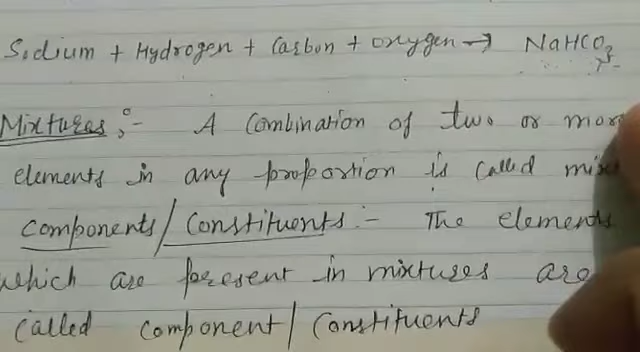 Sodium + Hydrogen + Carbon + Oxygen → NaHCO3
Mixtures:- A Combination of two or more
elements in any proportion is called
components/Constituents:- The elements
which are present in mixtures are
called component/Constituents